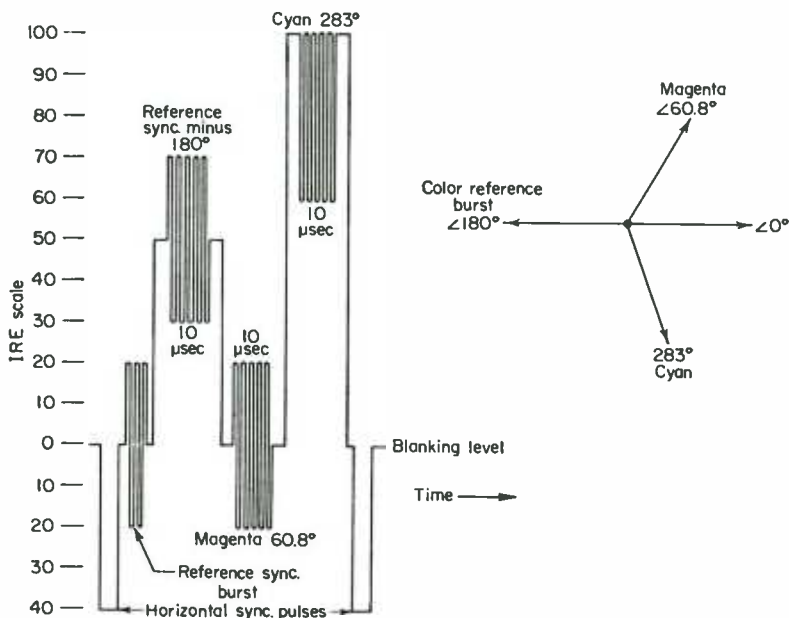 Cyan 283°
100
90
80
70
60
50
40
30
20
10
0
10
20
30
40
IRE scale
Reference
sync. minus
180°
10
μsec
10
μsec
10
μsec
Magenta 60.8°
Reference sync.
burst
Horizontal sync. pulses
Blanking level
Time
Magenta
∠60.8°
Color reference
burst
∠180°
∠0°
283°
Cyan